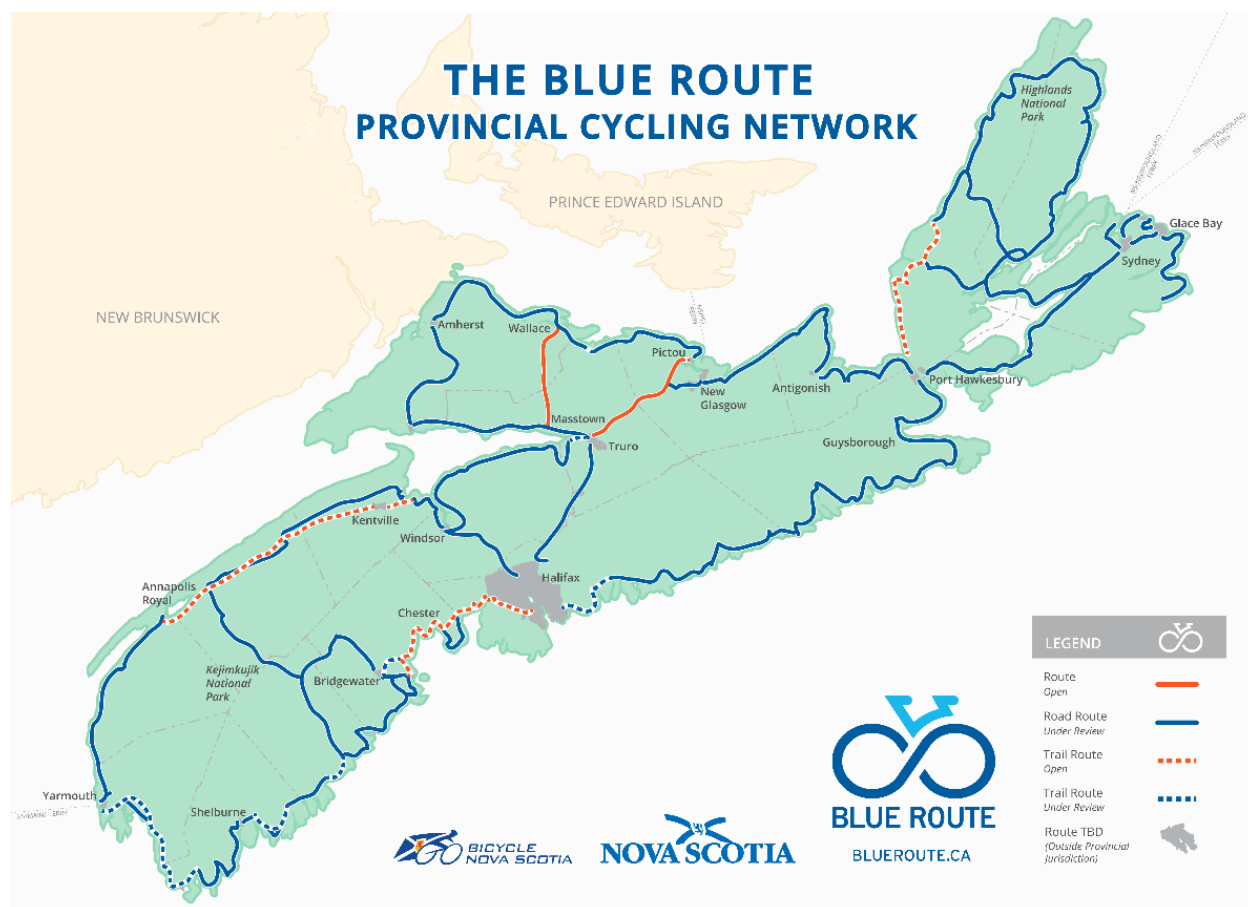 THE BLUE ROUTE
PROVINCIAL CYCLING NETWORK
Highlands
National
Park
NEWFOUNDLAND
FERRY
PRINCE EDWARD ISLAND
Glace Bay
Sydney
NEW BRUNSWICK
Amherst
Wallace
Pictou
New
Glasgow
Antigonish
Port Hawkesbury
Masstown
Truro
Guysborough
Kentville
Windsor
Halifax
Annapolis
Royal
Chester
Kejimkujik
National
Park
Bridgewater
Yarmouth
Shelburne
LEGEND
Route
Open
Road Route
Under Review
Trail Route
Open
Trail Route
Under Review
Route TBD
(Outside Provincial
Jurisdiction)
BICYCLE
NOVA SCOTIA
NOVA SCOTIA
BLUE ROUTE
BLUEROUTE.CA